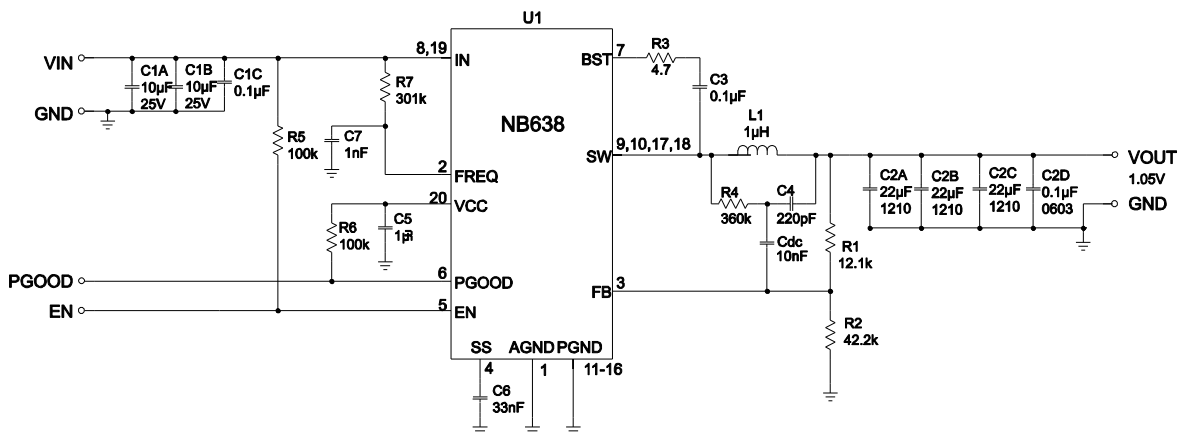 U1
NB638
VIN
GND
C1A
10µF
25V
C1B
10µF
25V
C1C
0.1µF
R5
100k
R7
301k
C7
1nF
R6
100k
C5
PGOOD
EN
8,19
IN
2
FREQ
20
VCC
6
PGOOD
5
EN
SS
4
AGND
1
PGND
11-16
C6
33nF
BST
7
R3
4.7
C3
0.1µF
SW
9,10,17,18
L1
1µH
R4
360k
C4
220pF
Cdc
10nF
FB
3
R1
12.1k
R2
42.2k
C2A
22µF
1210
C2B
22µF
1210
C2C
22µF
1210
C2D
0.1µF
0603
VOUT
1.05V
GND